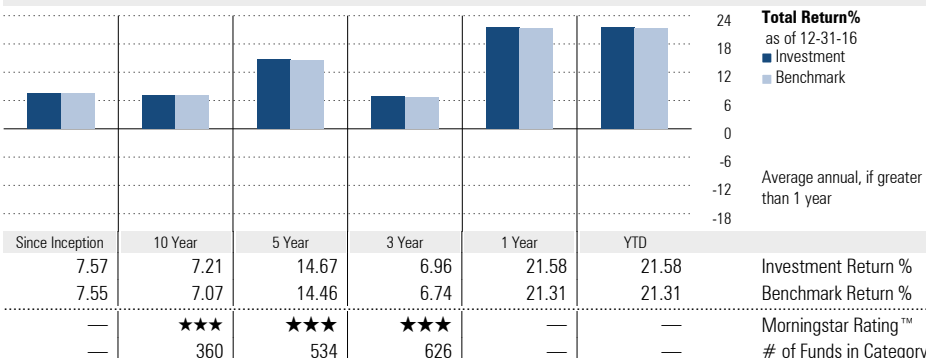 24
18
12
6
0
-6
-12
-18
Total Return%
as of 12-31-16
Investment
Benchmark
Average annual, if greater
than 1 year
Since Inception 10 Year 5 Year 3 Year 1 Year YTD
7.57 7.21 14.67 6.96 21.58 21.58 Investment Return %
7.55 7.07 14.46 6.74 21.31 21.31 Benchmark Return %
— ★★★ ★★★ ★★★ — — Morningstar Rating™
— 360 534 626 — — # of Funds in Category